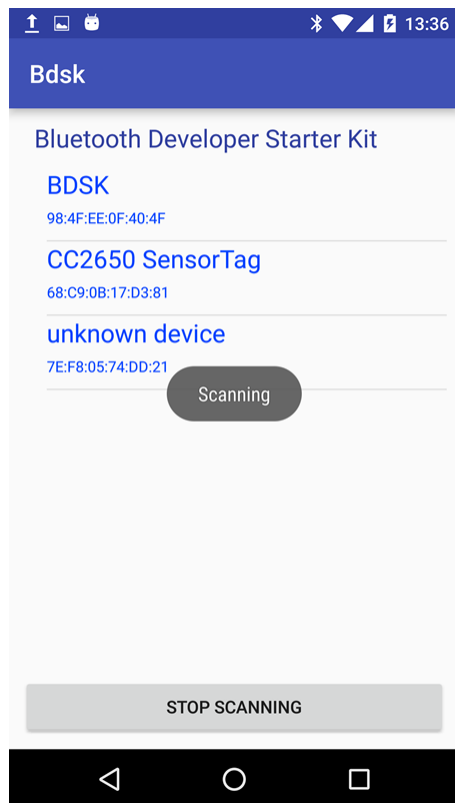 13:36
Bdsk
Bluetooth Developer Starter Kit
BDSK
98:4F:EE:0F:40:4F
CC2650 SensorTag
68:C9:0B:17:D3:81
unknown device
7E:F8:05:74:DD:21
Scanning
STOP SCANNING